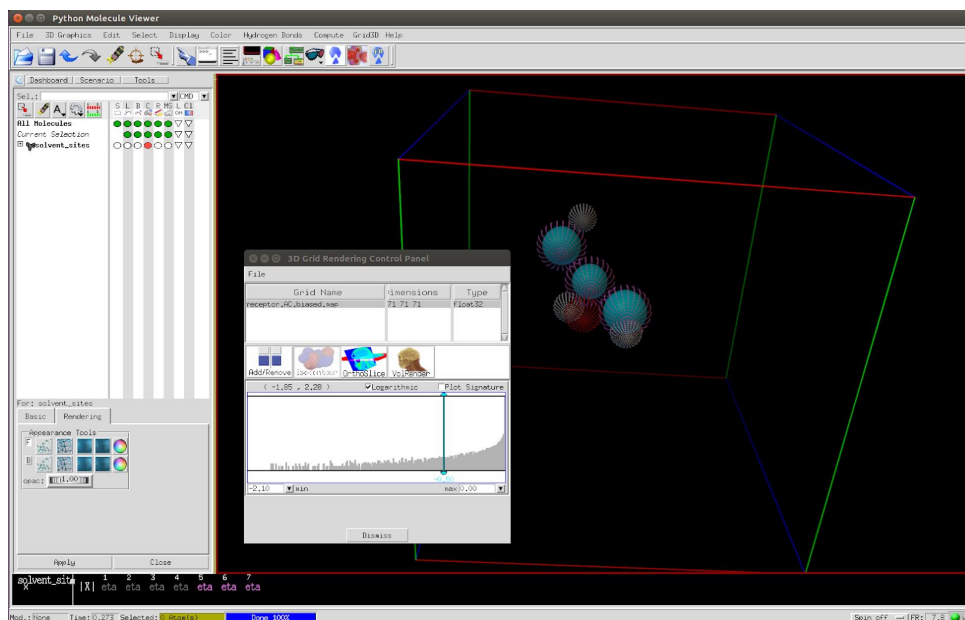 Python Molecule Viewer
File 3D Graphics Edit Select Display Color Hydrogen Bonds Compute Grid3D Help
Dashboard Scenario Tools
Sel.: CMD
S L B C R MS L Cl
All Molecules
Current Selection
solvent_sites
3D Grid Rendering Control Panel
File
Grid Name Dimensions Type
receptor.AC.biased.map 71 71 71 float32
Add/Remove Isocontour OrthoSlice VolRender
( -1.85 , 2.28 ) Logarithmic Plot Signature
-0.50
-2.10 min max 0.00
Dismiss
For: solvent_sites
Basic Rendering
Appearance Tools
F
B
opac: 1.00
Apply Close
solvent_sit 1 2 3 4 5 6 7
x |X| eta eta eta eta eta eta eta
Mod.: None Time: 0.273 Selected: 0 Atom(s) Done 100% Spin off FR: 7.8